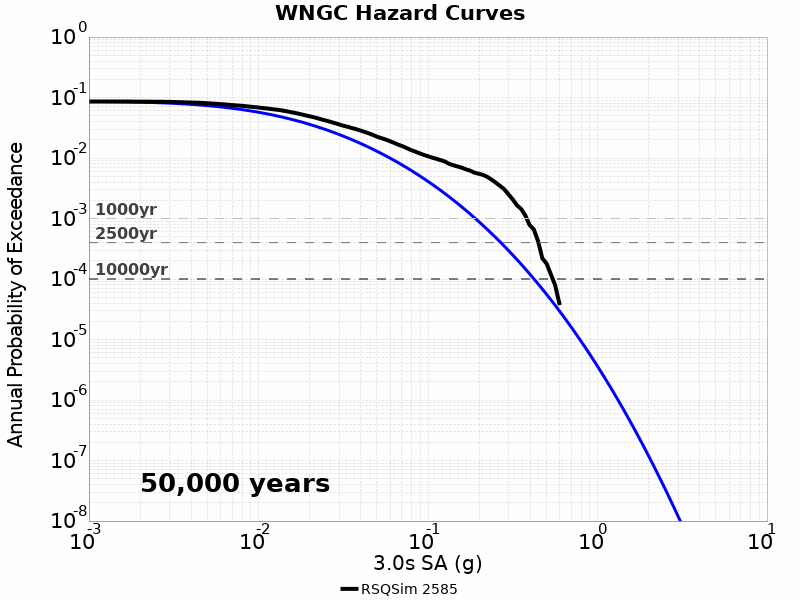 WNGC Hazard Curves
Annual Probability of Exceedance
10^0
10^-1
10^-2
10^-3
10^-4
10^-5
10^-6
10^-7
10^-8
1000yr
2500yr
10000yr
50,000 years
10^-3
10^-2
10^-1
10^0
10^1
3.0s SA (g)
RSQSim 2585